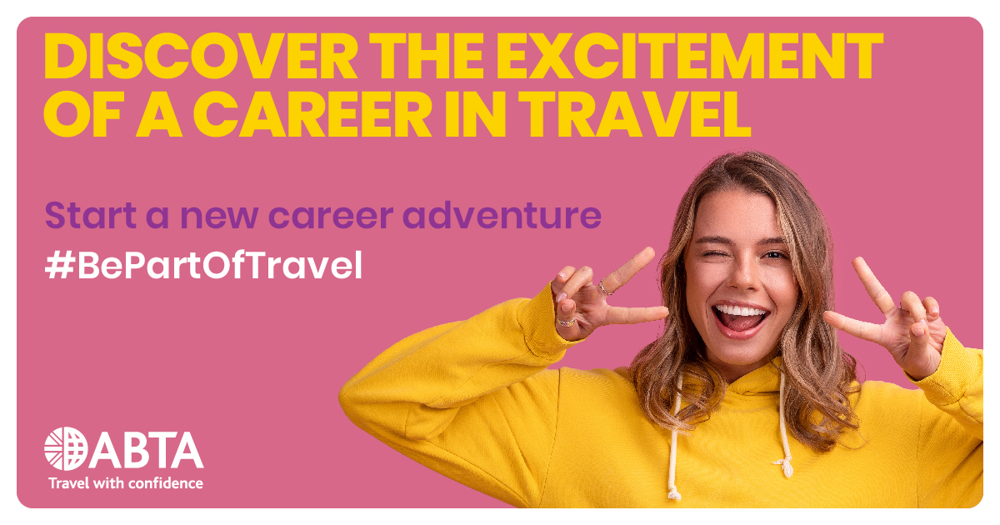 DISCOVER THE EXCITEMENT
OF A CAREER IN TRAVEL
Start a new career adventure
#BePartOfTravel
ABTA
Travel with confidence